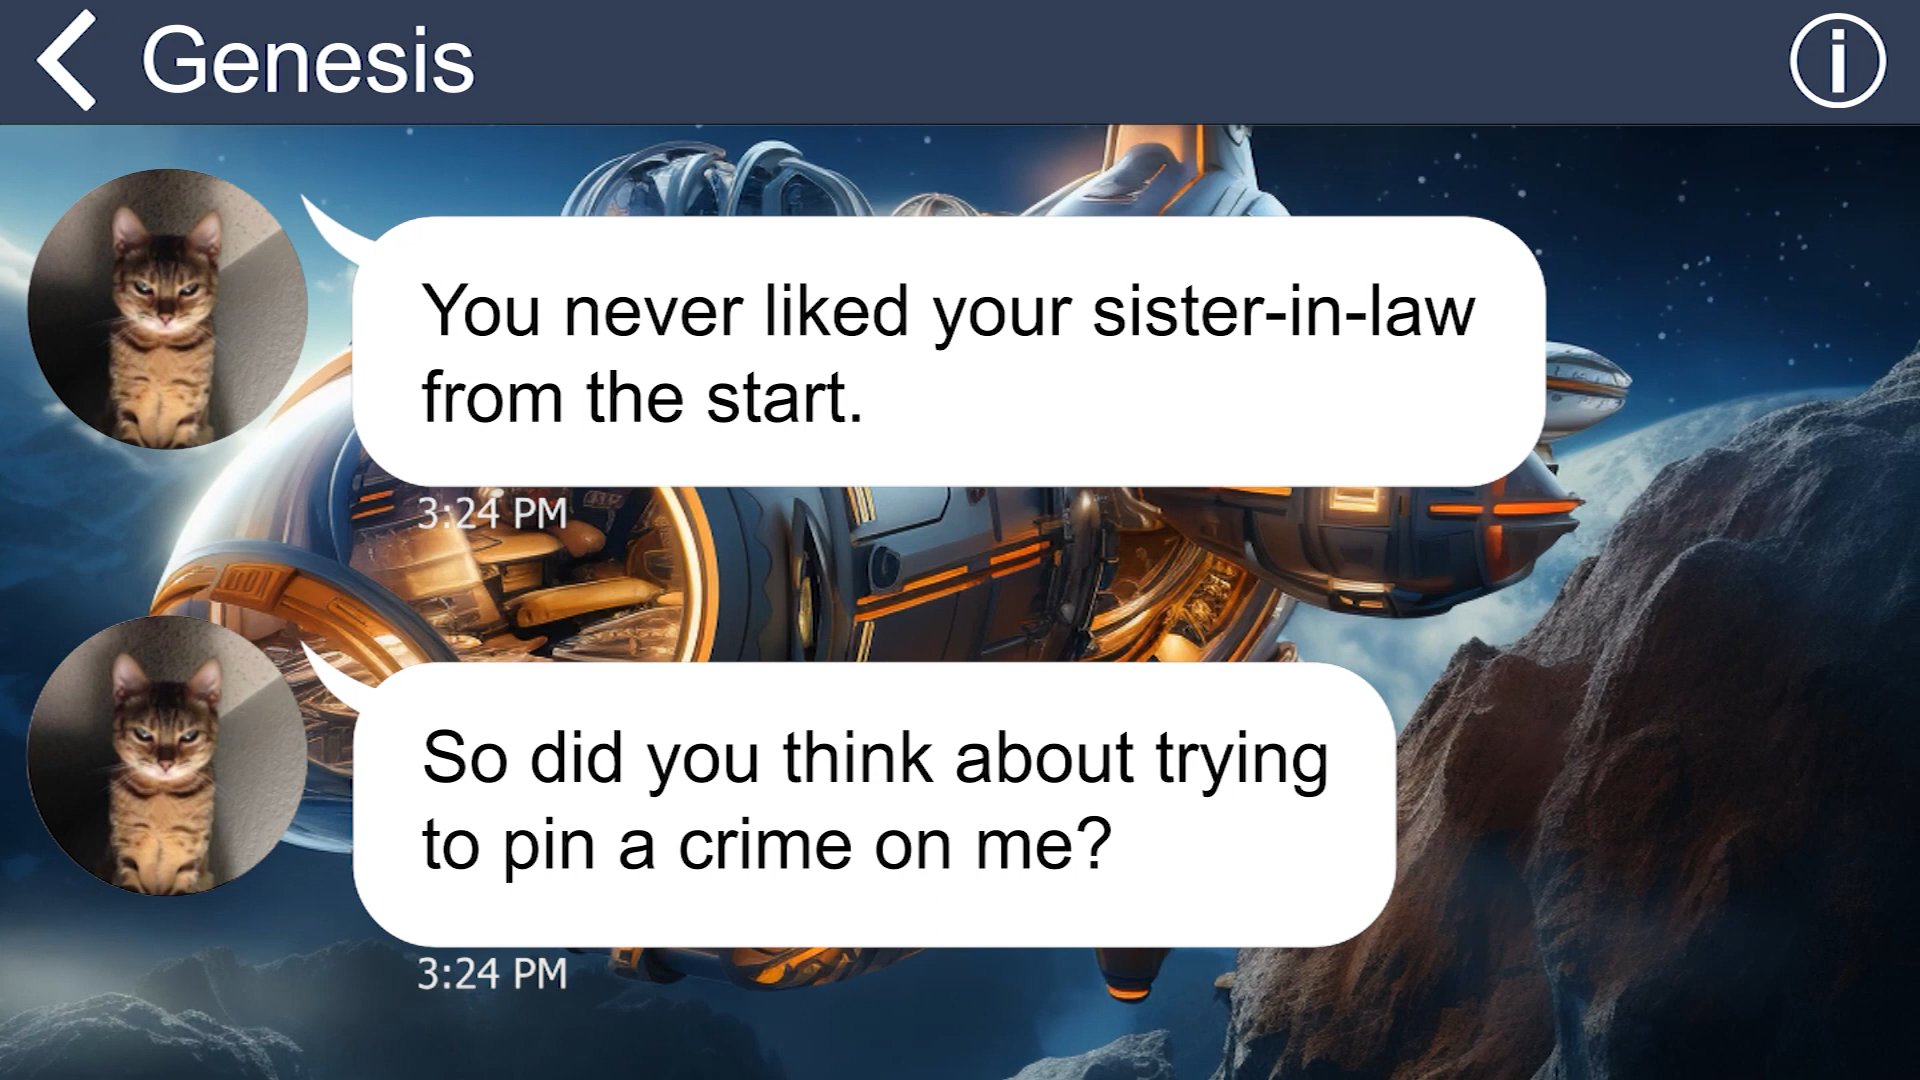 Genesis
You never liked your sister-in-law
from the start.
3:24 PM
So did you think about trying
to pin a crime on me?
3:24 PM